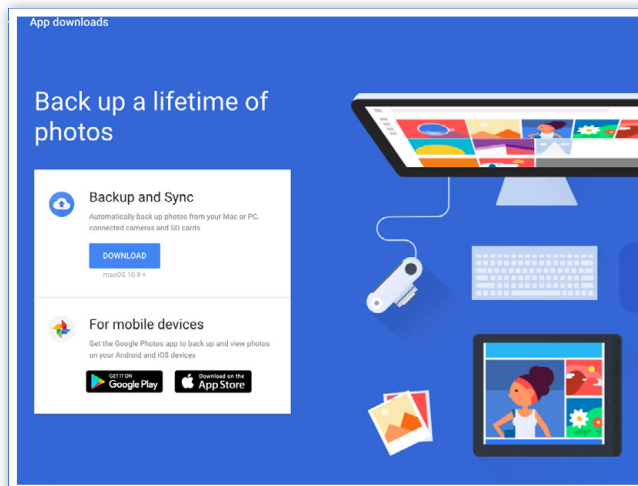 App downloads
Back up a lifetime of
photos
Backup and Sync
Automatically back up photos from your Mac or PC,
connected cameras and SD cards
DOWNLOAD
macOS 10.9 +
For mobile devices
Get the Google Photos app to back up and view photos
on your Android and iOS devices
GET IT ON
Google Play
Download on the
App Store